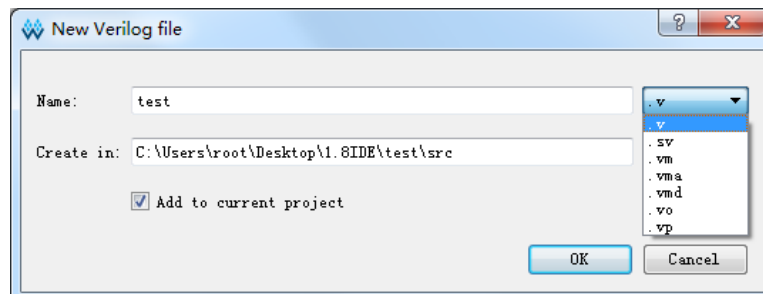 New Verilog file
? X
Name: test .v
.v
.sv
Create in: C:\Users\root\Desktop\1.8IDE\test\src
.vm
.vma
Add to current project
.vmd
.vo
.vp
OK Cancel